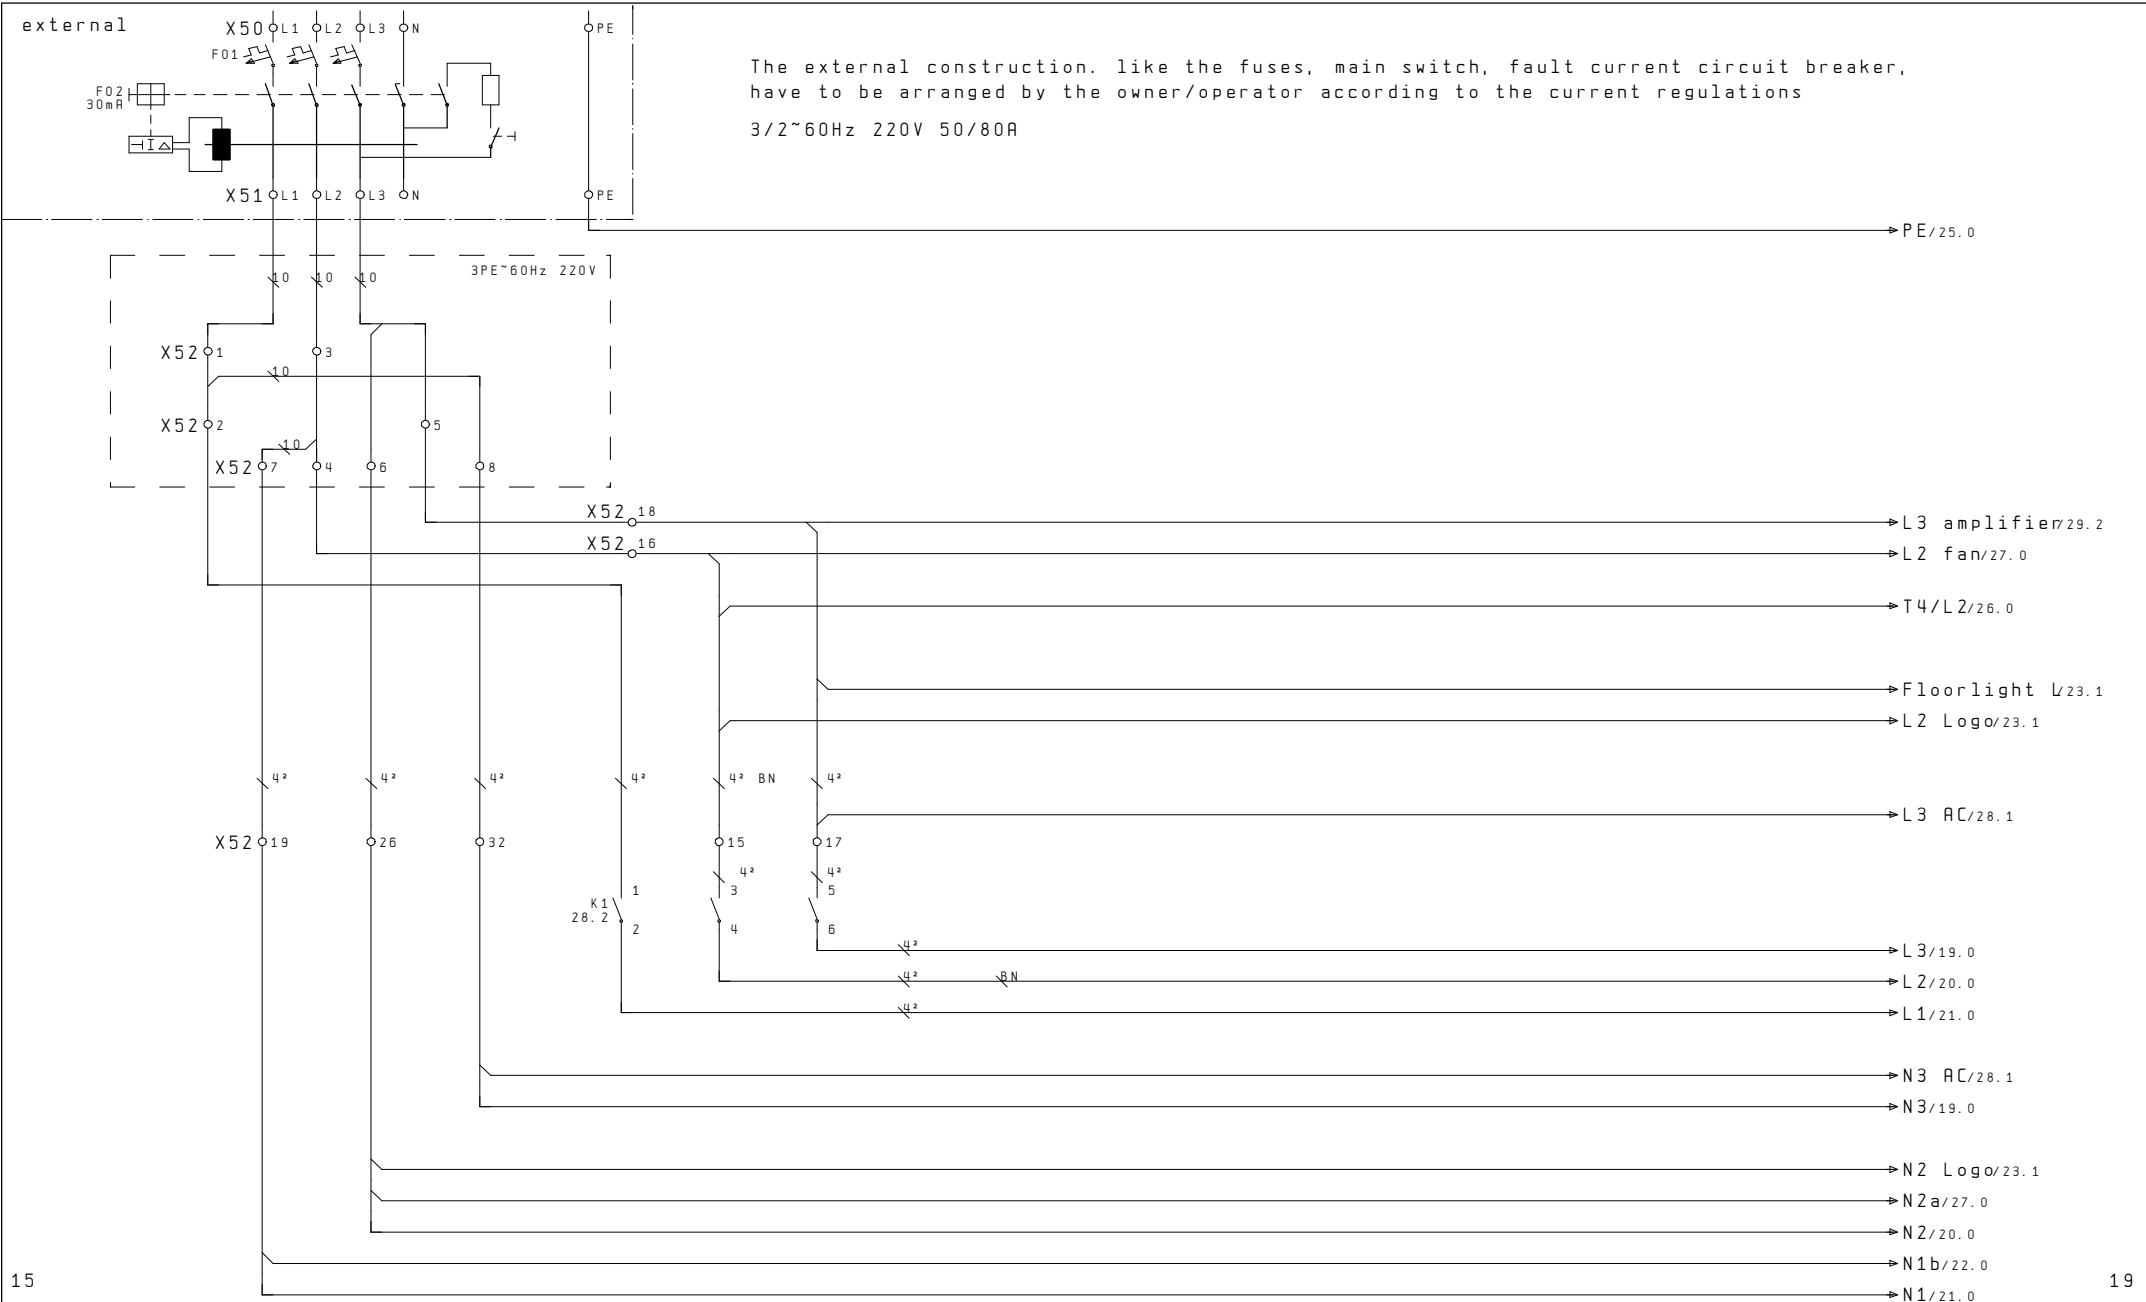 external
X50 L1 L2 L3 N PE
F01
The external construction. like the fuses, main switch, fault current circuit breaker,
F02
30mA
have to be arranged by the owner/operator according to the current regulations
3/2~60Hz 220V 50/80A
X51 L1 L2 L3 N PE
PE/25.0
3PE~60Hz 220V
10 10 10
X52 1 3
10
X52 2 5
10
X52 7 4 6 8
X52 18
L3 amplifier/29.2
X52 16
L2 fan/27.0
T4/L2/26.0
Floorlight L/23.1
L2 Logo/23.1
4² 4² 4² 4² 4² BN 4²
L3 AC/28.1
X52 19 26 32 15 17
4² 4²
1 3 5
K1
28.2
2 4 6
4² L3/19.0
4² BN L2/20.0
4² L1/21.0
N3 AC/28.1
N3/19.0
N2 Logo/23.1
N2a/27.0
N2/20.0
N1b/22.0
15 19
N1/21.0